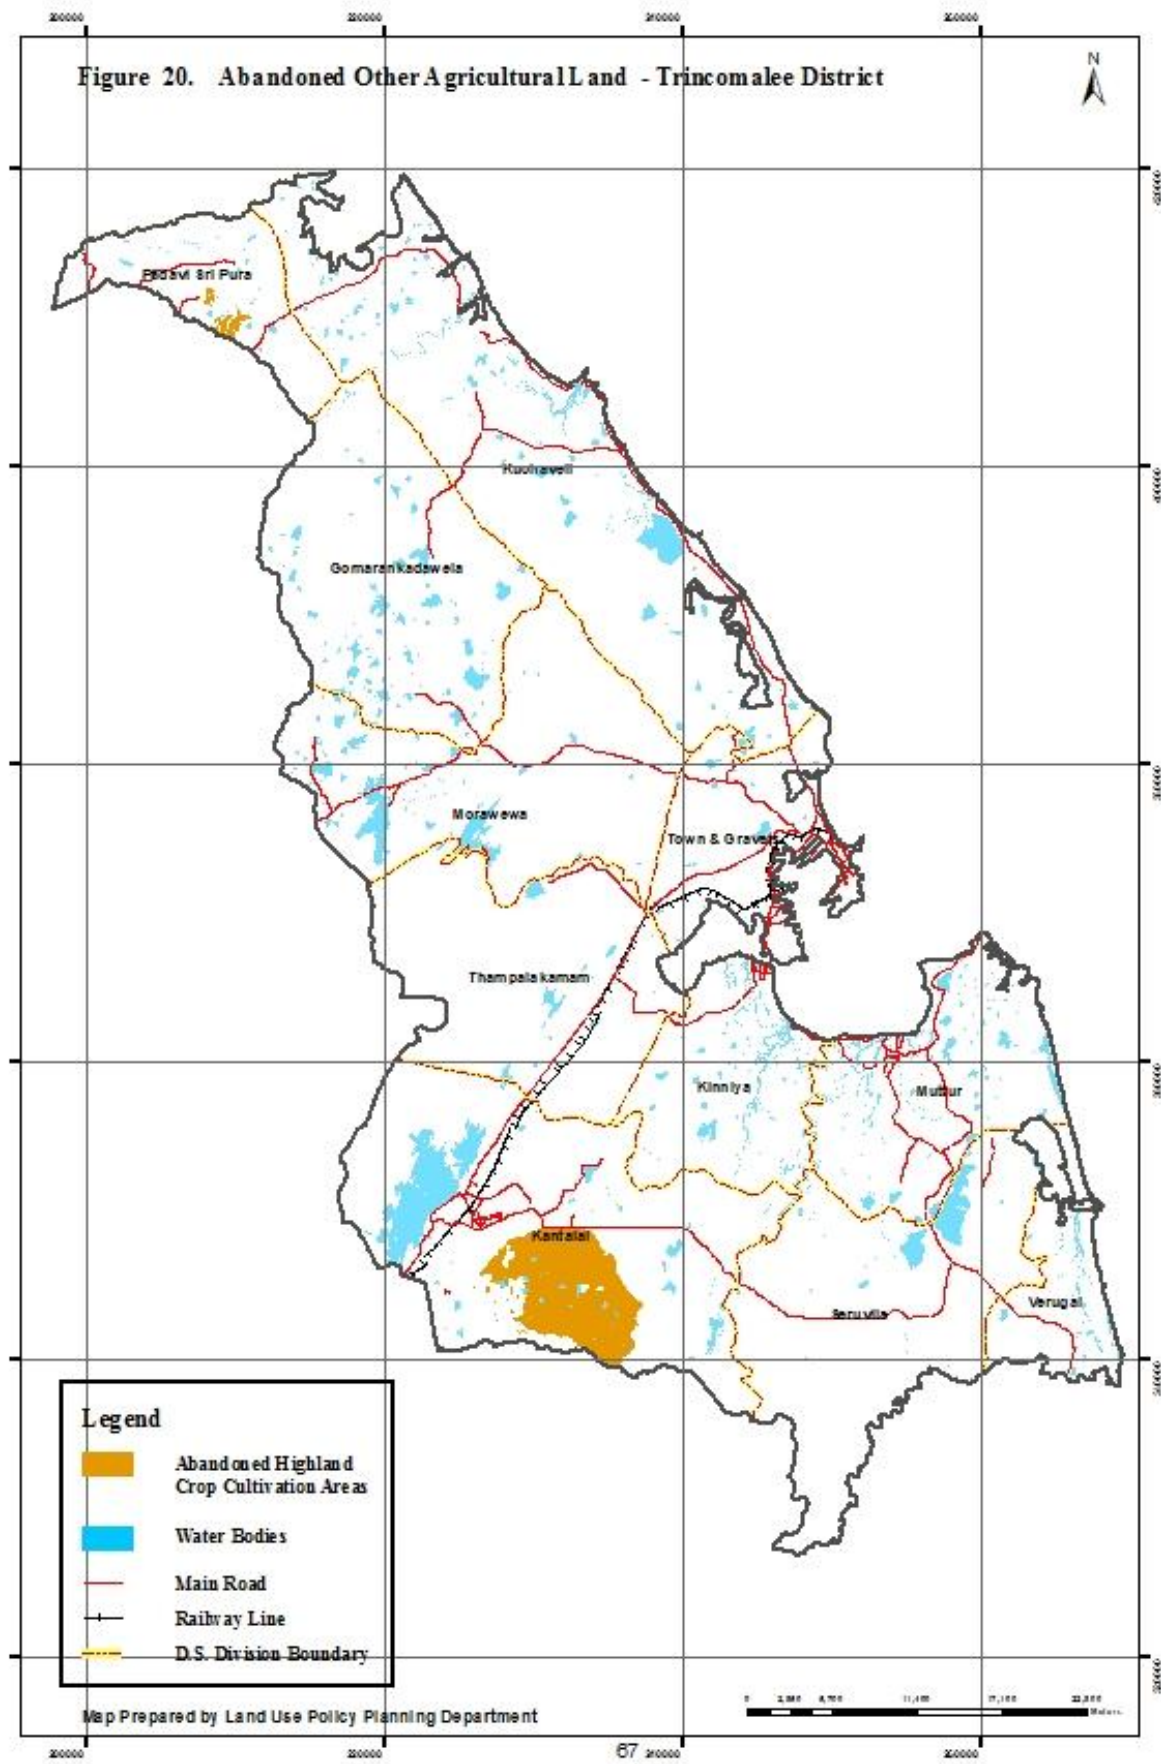 N
Figure 20. Abandoned Other Agricultural Land - Trincomalee District
Padavi Sri Pura
Kuchaveli
Gomarankadawela
Morawewa
Town & Gravets
Thampalakamam
Kinniya
Muttur
Kantalai
Seruvila
Verugal
Legend
Abandoned Highland
Crop Cultivation Areas
Water Bodies
Main Road
Railway Line
D.S. Division Boundary
Map Prepared by Land Use Policy Planning Department
Meters
67